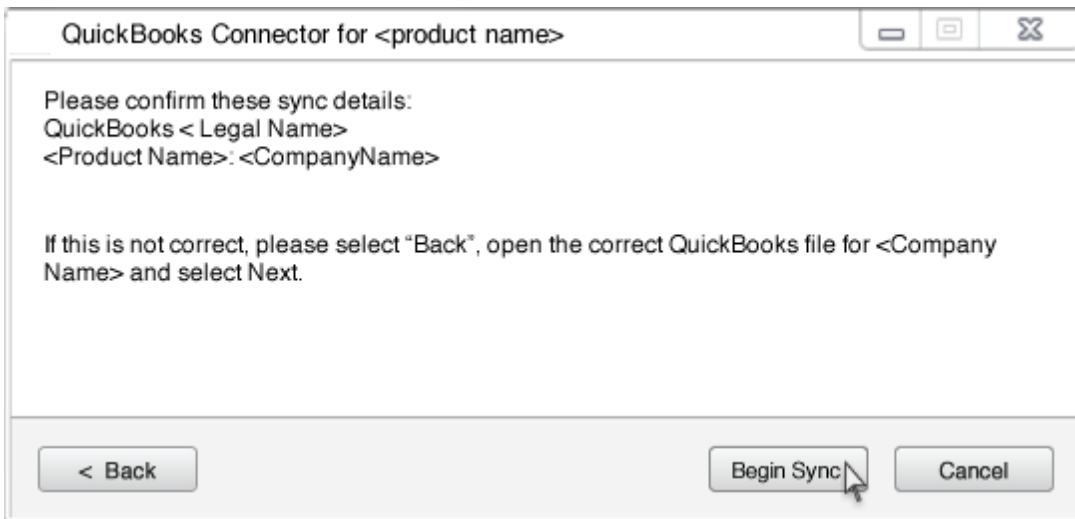 QuickBooks Connector for <product name>
Please confirm these sync details:
QuickBooks < Legal Name>
<Product Name>: <CompanyName>
If this is not correct, please select “Back”, open the correct QuickBooks file for <Company
Name> and select Next.
< Back
Begin Sync
Cancel